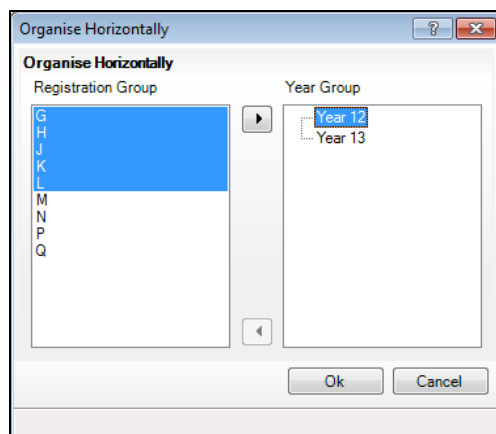 Organise Horizontally
?
Organise Horizontally
Registration Group
Year Group
G
H
J
K
L
M
N
P
Q
Year 12
Year 13
Ok
Cancel